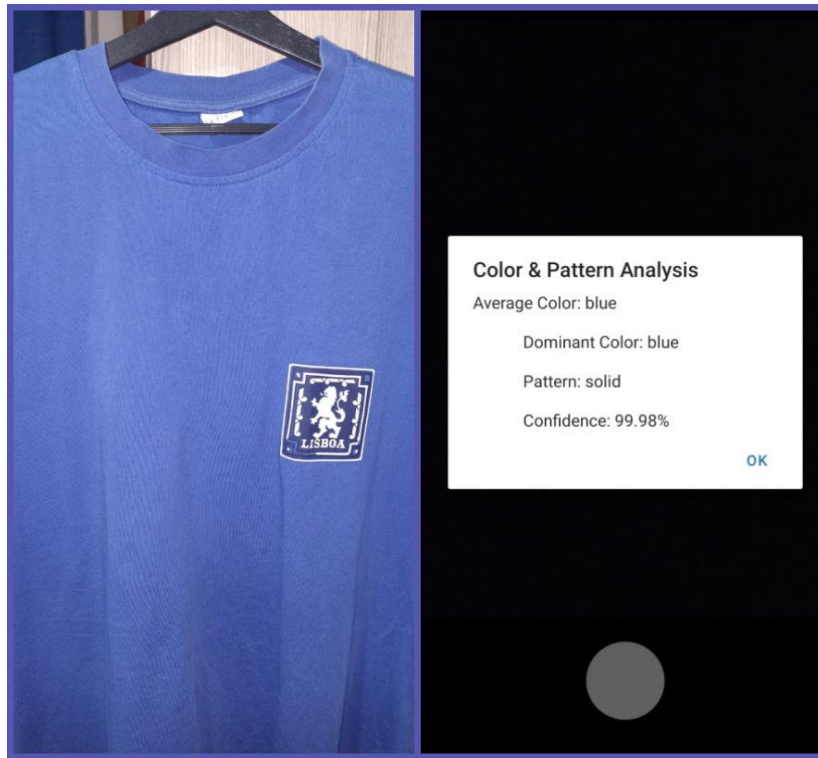 LISBOA
Color & Pattern Analysis
Average Color: blue
Dominant Color: blue
Pattern: solid
Confidence: 99.98%
OK